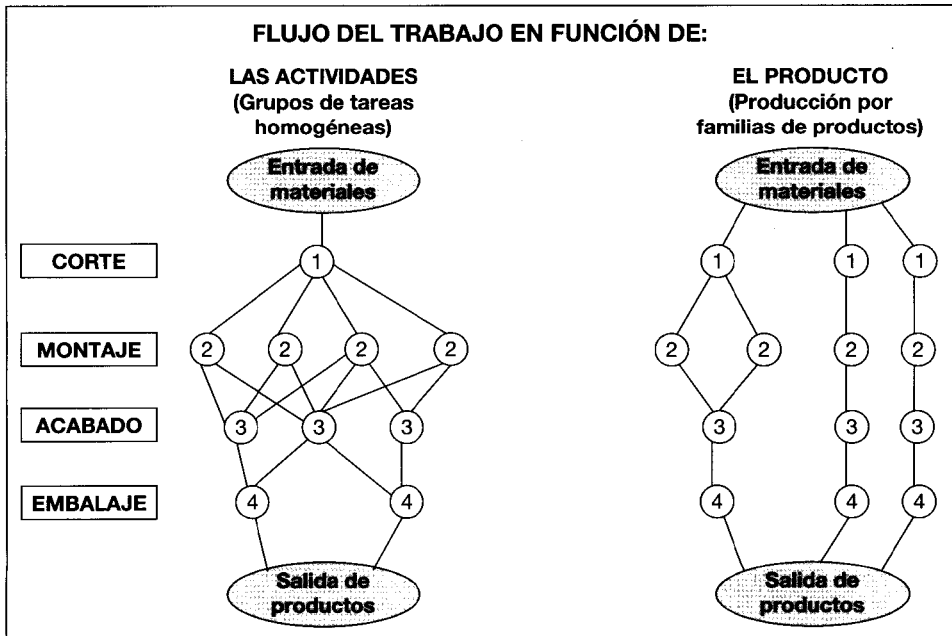 FLUJO DEL TRABAJO EN FUNCIÓN DE:
LAS ACTIVIDADES
(Grupos de tareas
homogéneas)
EL PRODUCTO
(Producción por
familias de productos)
Entrada de
materiales
Entrada de
materiales
CORTE
1
1
1
1
MONTAJE
2
2
2
2
2
2
2
2
ACABADO
3
3
3
3
3
3
EMBALAJE
4
4
4
4
4
Salida de
productos
Salida de
productos